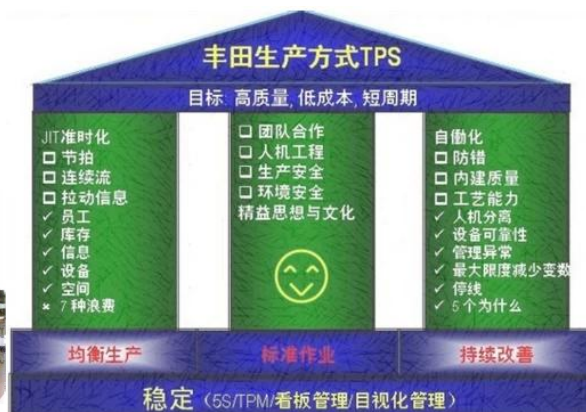 丰田生产方式TPS
目标: 高质量, 低成本, 短周期
JIT准时化
□ 节拍
□ 连续流
□ 拉动信息
✓ 员工
✓ 库存
✓ 信息
✓ 设备
✓ 空间
× 7 种浪费
□ 团队合作
□ 人机工程
□ 生产安全
□ 环境安全
精益思想与文化
自働化
□ 防错
□ 内建质量
□ 工艺能力
✓ 人机分离
✓ 设备可靠性
✓ 管理异常
✓ 最大限度减少变数
✓ 停线
✓ 5 个为什么
均衡生产
标准作业
持续改善
稳定 (5S/TPM/看板管理/目视化管理)